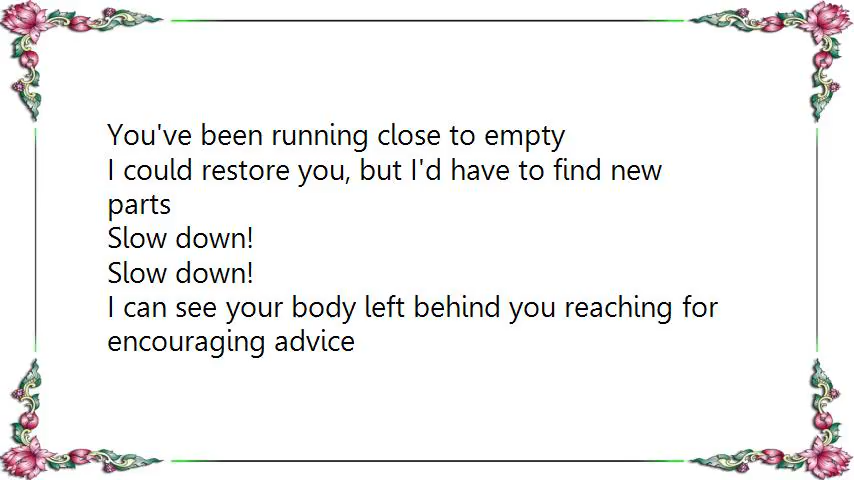 You've been running close to empty
I could restore you, but I'd have to find new
parts
Slow down!
Slow down!
I can see your body left behind you reaching for
encouraging advice